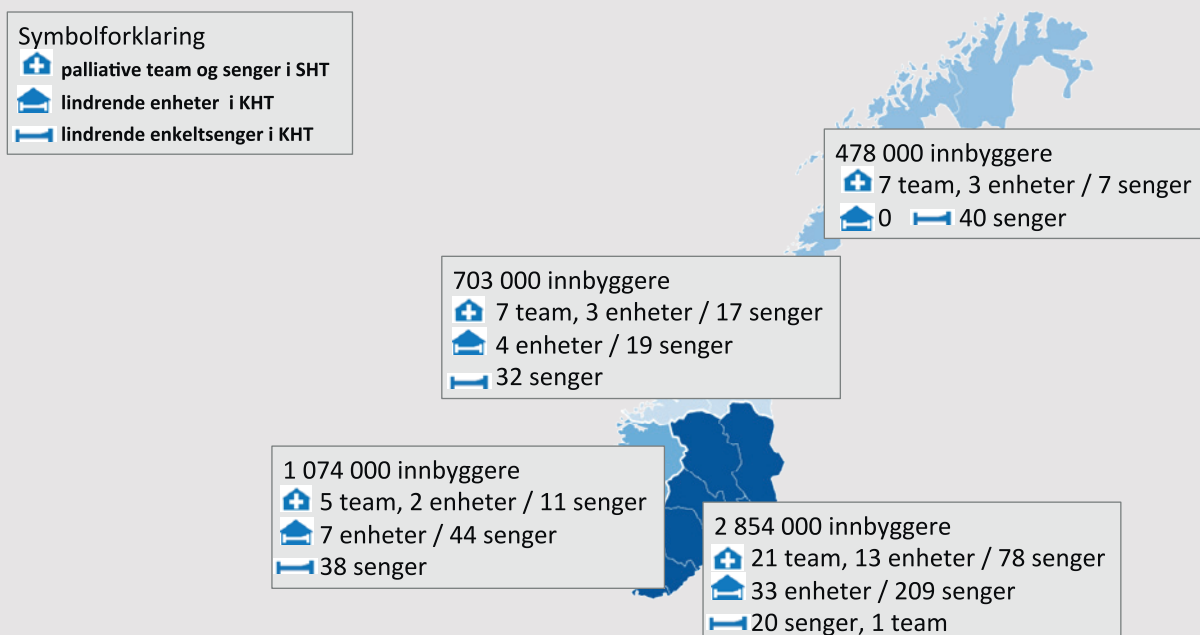 Symbolforklaring
palliative team og senger i SHT
lindrende enheter i KHT
lindrende enkeltsenger i KHT
478 000 innbyggere
7 team, 3 enheter / 7 senger
0 40 senger
703 000 innbyggere
7 team, 3 enheter / 17 senger
4 enheter / 19 senger
32 senger
1 074 000 innbyggere
5 team, 2 enheter / 11 senger
7 enheter / 44 senger
38 senger
2 854 000 innbyggere
21 team, 13 enheter / 78 senger
33 enheter / 209 senger
20 senger, 1 team